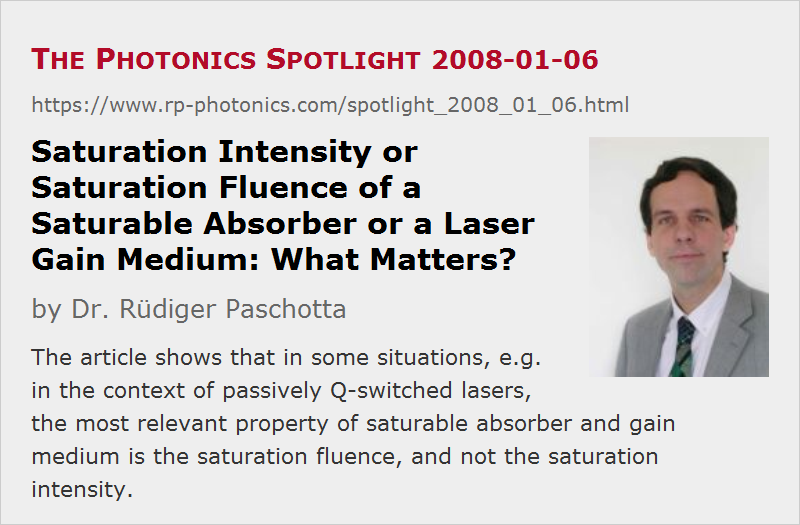 The Photonics Spotlight 2008-01-06
https://www.rp-photonics.com/spotlight_2008_01_06.html
Saturation Intensity or
Saturation Fluence of a
Saturable Absorber or a Laser
Gain Medium: What Matters?
by Dr. Rüdiger Paschotta
The article shows that in some situations, e.g.
in the context of passively Q-switched lasers,
the most relevant property of saturable absorber and gain
medium is the saturation fluence, and not the saturation
intensity.